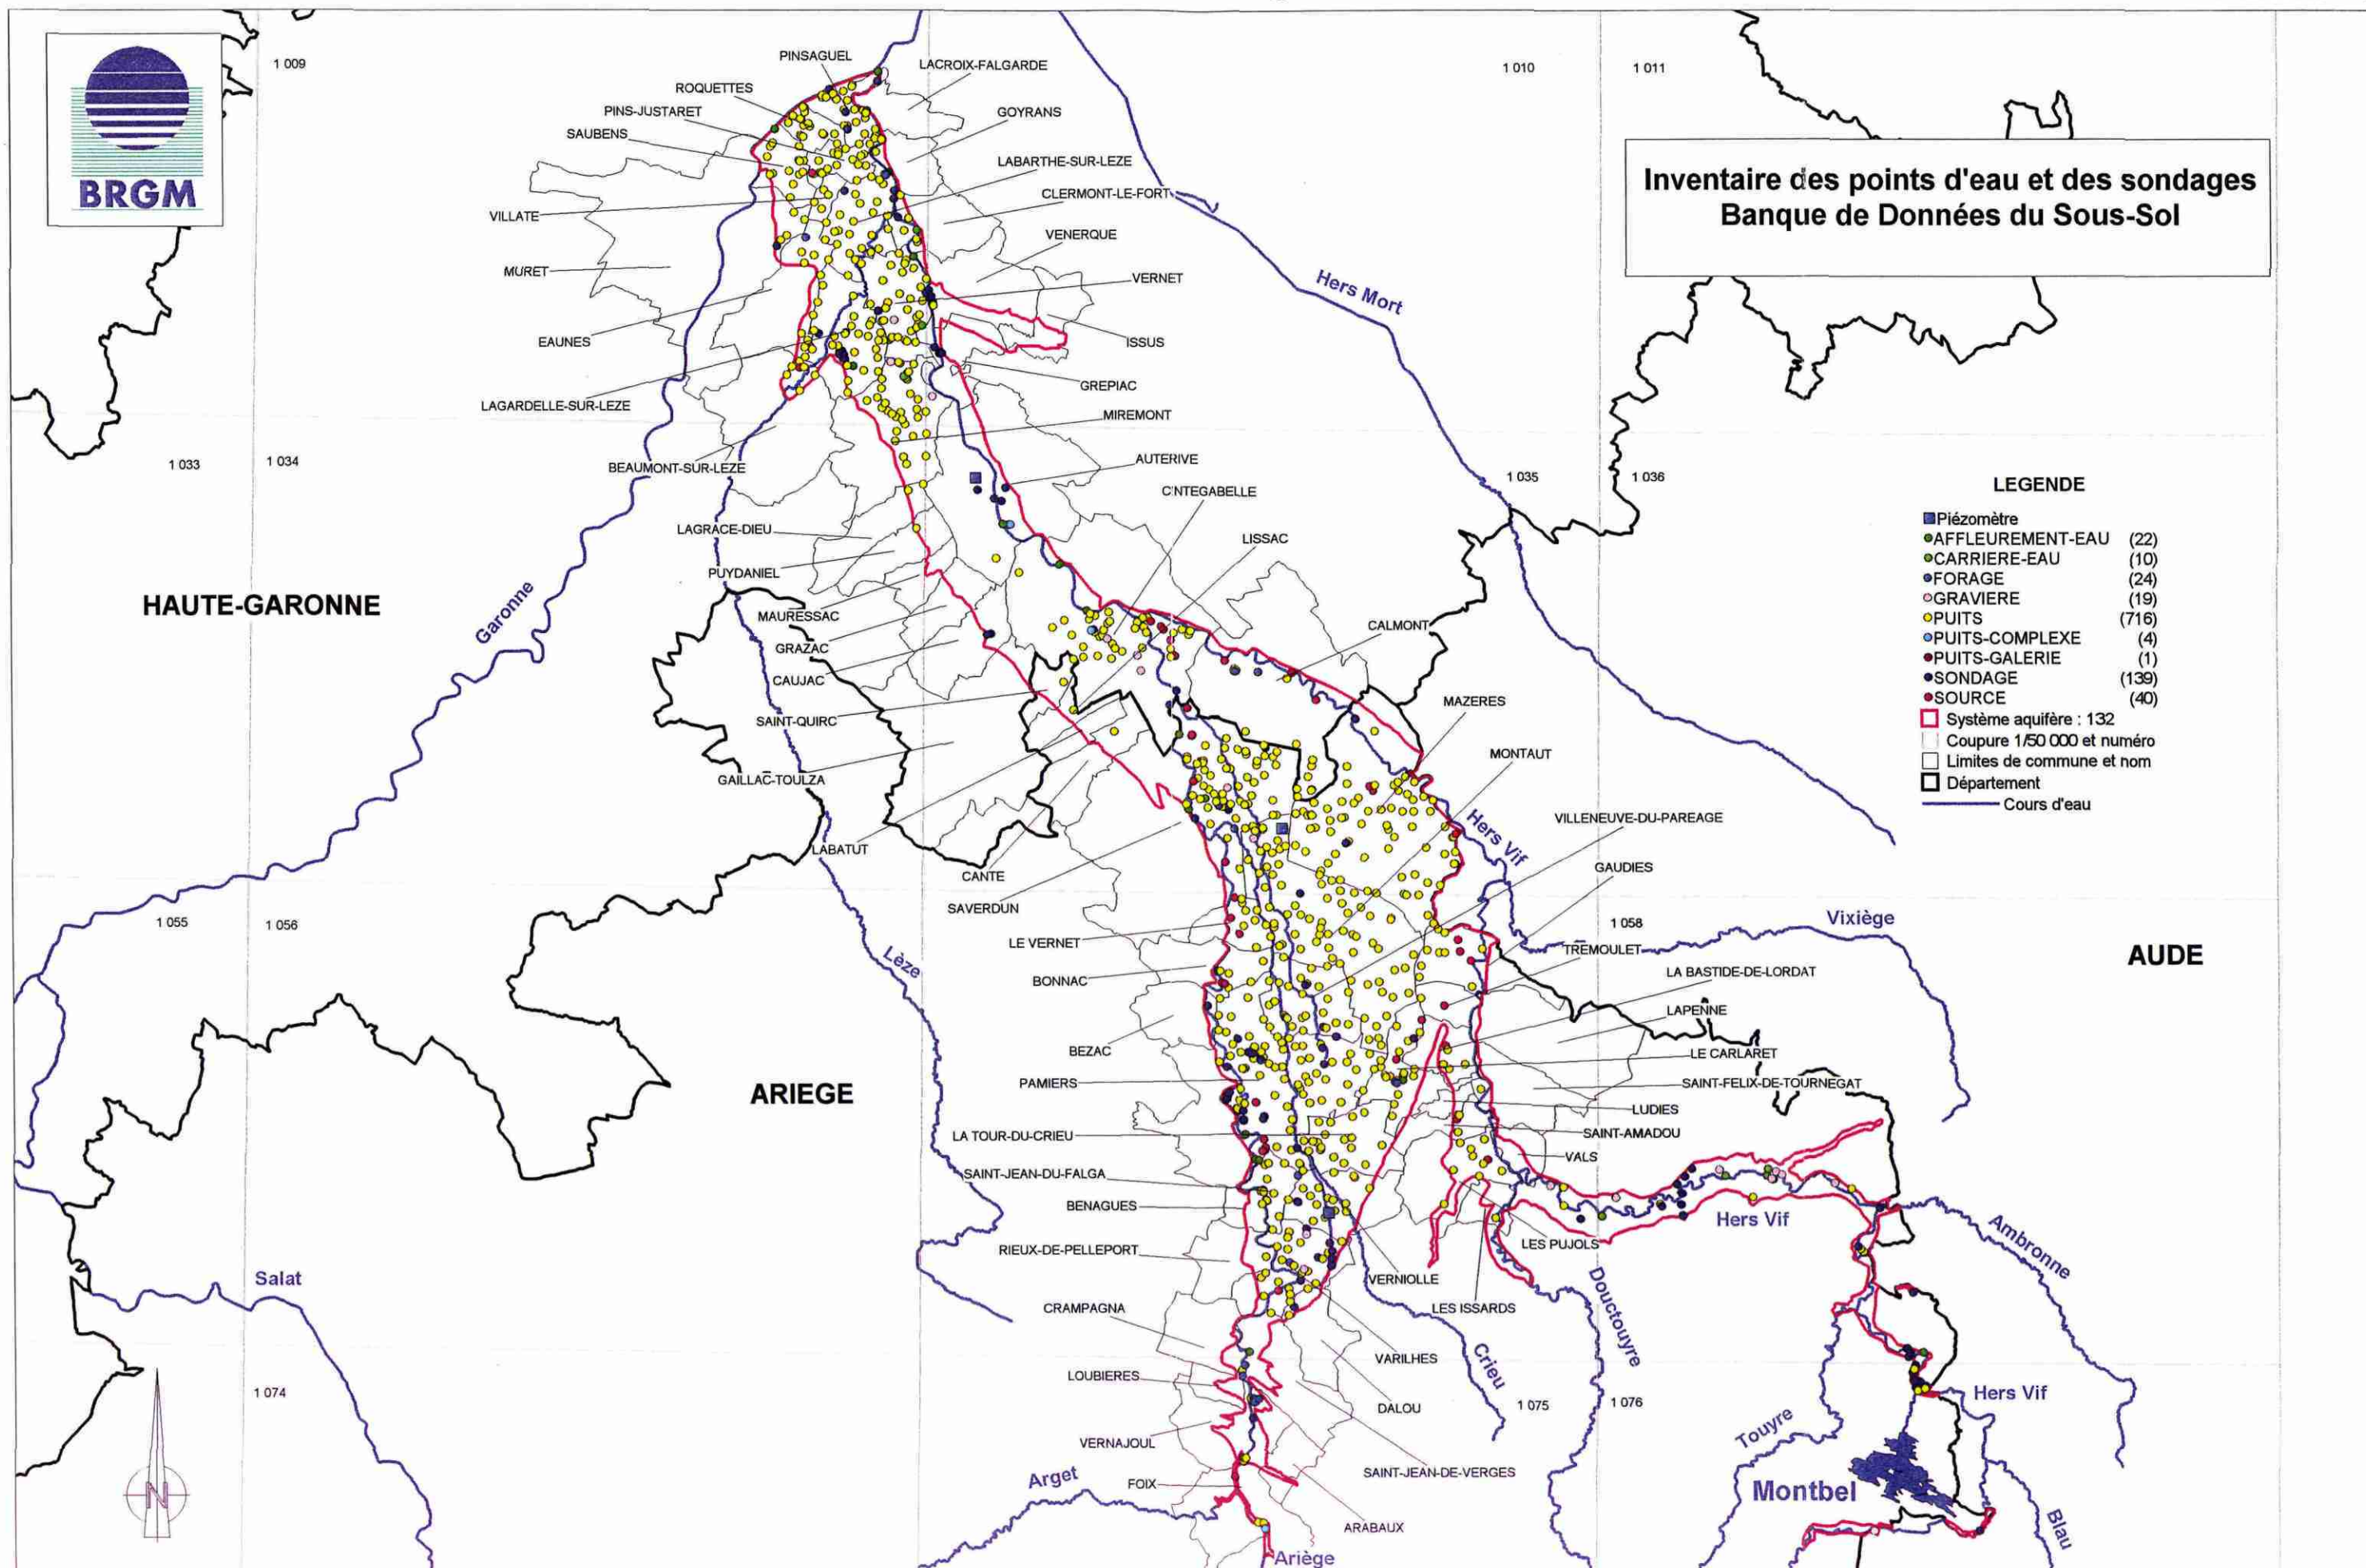 BRGM
1 009
1 010
1 011
Inventaire des points d'eau et des sondages
Banque de Données du Sous-Sol
PINSAGUEL
LACROIX-FALGARDE
ROQUETTES
PINS-JUSTARET
GOYRANS
SAUBENS
LABARTHE-SUR-LEZE
CLERMONT-LE-FORT
VILLATE
VENERQUE
MURET
VERNET
Hers Mort
EAUNES
ISSUS
GREPIAC
LAGARDELLE-SUR-LEZE
MIREMONT
1 033
1 034
BEAUMONT-SUR-LEZE
AUTERIVE
1 035
1 036
CINTEGABELLE
LAGRACE-DIEU
LISSAC
PUYDANIEL
HAUTE-GARONNE
Garonne
MAURESSAC
CALMONT
GRAZAC
CAUJAC
MAZERES
SAINT-QUIRC
MONTAUT
GAILLAC-TOULZA
LABATUT
VILLENEUVE-DU-PAREAGE
Hers Vif
CANTE
GAUDIES
SAVERDUN
LEGENDE
Piézomètre
AFFLEUREMENT-EAU (22)
CARRIERE-EAU (10)
FORAGE (24)
GRAVIERE (19)
PUITS (716)
PUITS-COMPLEXE (4)
PUITS-GALERIE (1)
SONDAGE (139)
SOURCE (40)
Système aquifère : 132
Coupure 1/50 000 et numéro
Limites de commune et nom
Département
Cours d'eau
1 055
1 056
1 058
Vixiège
LE VERNET
TREMOULET
AUDE
Lèze
BONNAC
LA BASTIDE-DE-LORDAT
LAPENNE
BEZAC
LE CARLARET
PAMIERS
SAINT-FELIX-DE-TOURNEGAT
ARIEGE
LUDIES
LA TOUR-DU-CRIEU
SAINT-AMADOU
VALS
SAINT-JEAN-DU-FALGA
BENAGUES
Hers Vif
Ambronne
RIEUX-DE-PELLEPORT
LES PUJOLS
Salat
VERNIOLLE
LES ISSARDS
Douctouyre
CRAMPAGNA
VARILHES
Crieu
LOUBIERES
1 074
DALOU
1 075
1 076
Hers Vif
Touyre
VERNAJOUL
SAINT-JEAN-DE-VERGES
Arget
FOIX
Montbel
ARABAUX
Blau
Ariège
N